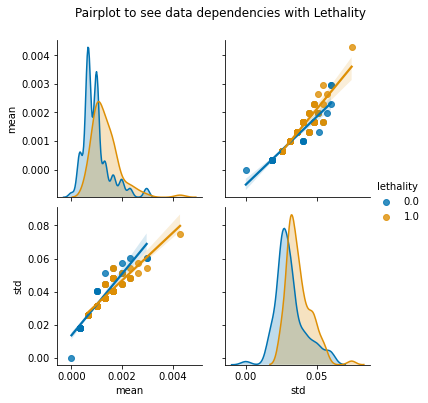 Pairplot to see data dependencies with Lethality
0.004
0.003
0.002
0.001
0.000
mean
lethality
0.0
1.0
0.08
0.06
0.04
0.02
0.00
std
0.000 0.002 0.004
mean
0.00 0.05
std